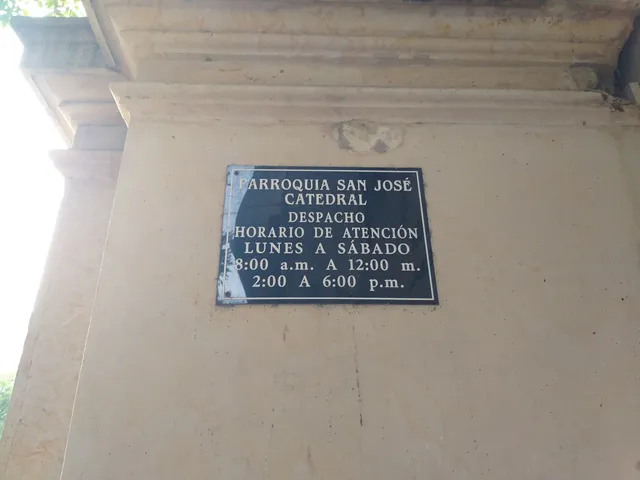 PARROQUIA SAN JOSÉ
CATEDRAL
DESPACHO
HORARIO DE ATENCIÓN
LUNES A SÁBADO
8:00 a.m. A 12:00 m.
2:00 A 6:00 p.m.